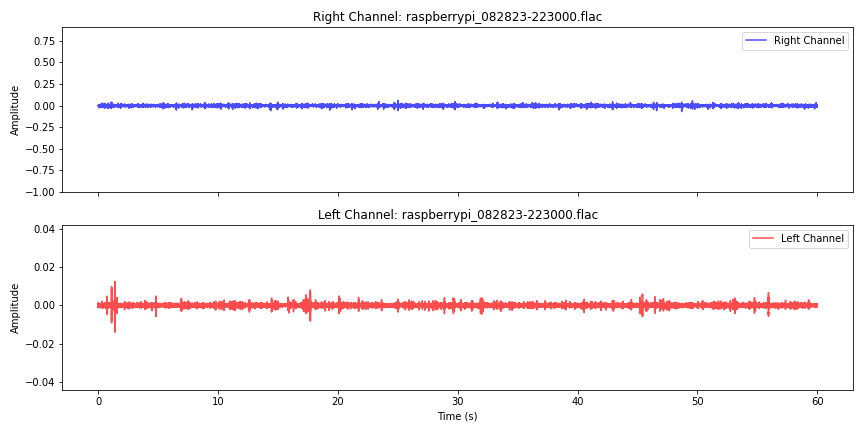 Right Channel: raspberrypi_082823-223000.flac
Right Channel
Amplitude
0.75
0.50
0.25
0.00
−0.25
−0.50
−0.75
−1.00
Left Channel: raspberrypi_082823-223000.flac
Left Channel
Amplitude
0.04
0.02
0.00
−0.02
−0.04
0 10 20 30 40 50 60
Time (s)